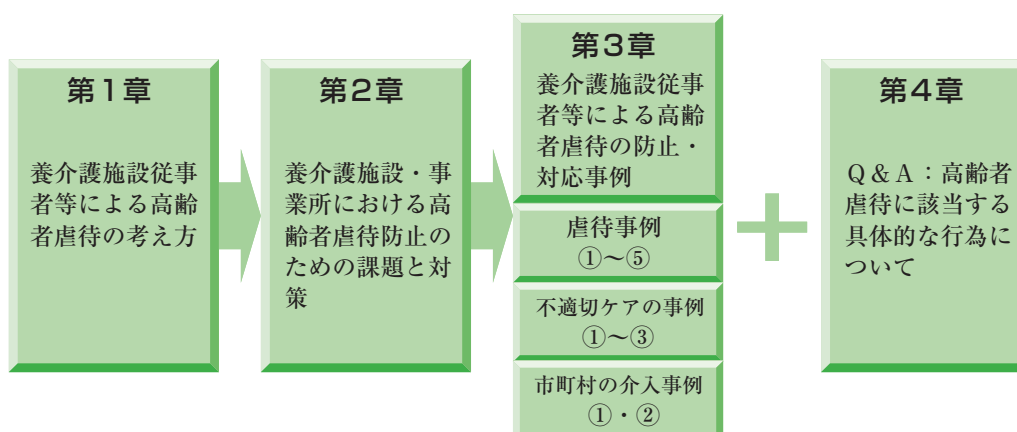 第1章
養介護施設従事
者等による高齢
者虐待の考え方
第2章
養介護施設・事
業所における高
齢者虐待防止の
ための課題と対
策
第3章
養介護施設従事
者等による高齢
者虐待の防止・
対応事例
虐待事例
①～⑤
不適切ケアの事例
①～③
市町村の介入事例
①・②
第4章
Q＆A：高齢者
虐待に該当する
具体的な行為に
ついて